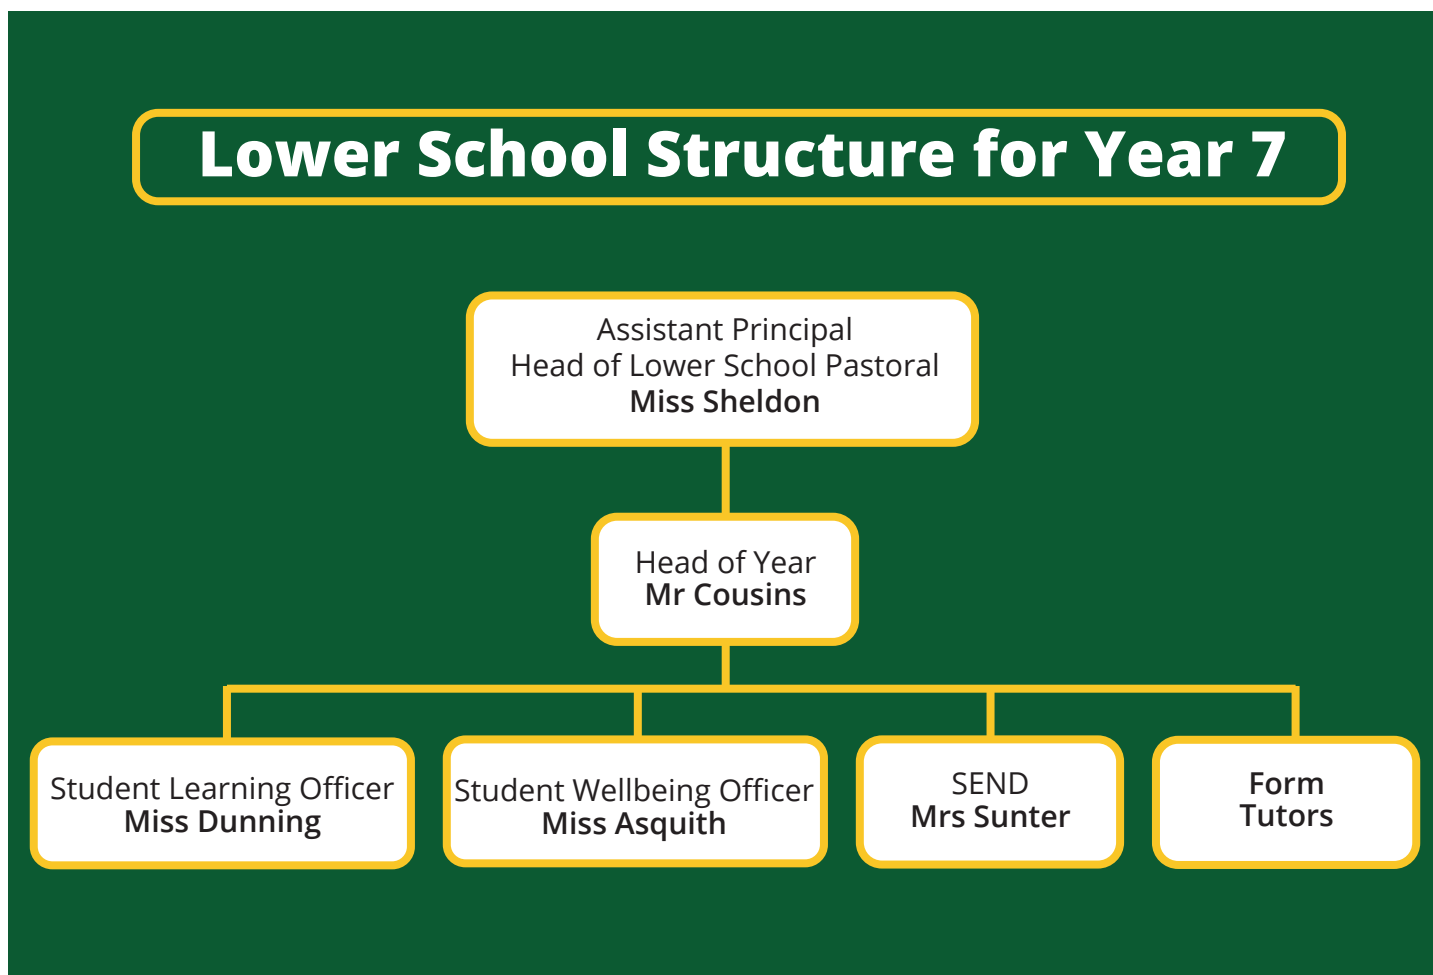 Lower School Structure for Year 7
Assistant Principal
Head of Lower School Pastoral
Miss Sheldon
Head of Year
Mr Cousins
Student Learning Officer
Miss Dunning
Student Wellbeing Officer
Miss Asquith
SEND
Mrs Sunter
Form
Tutors